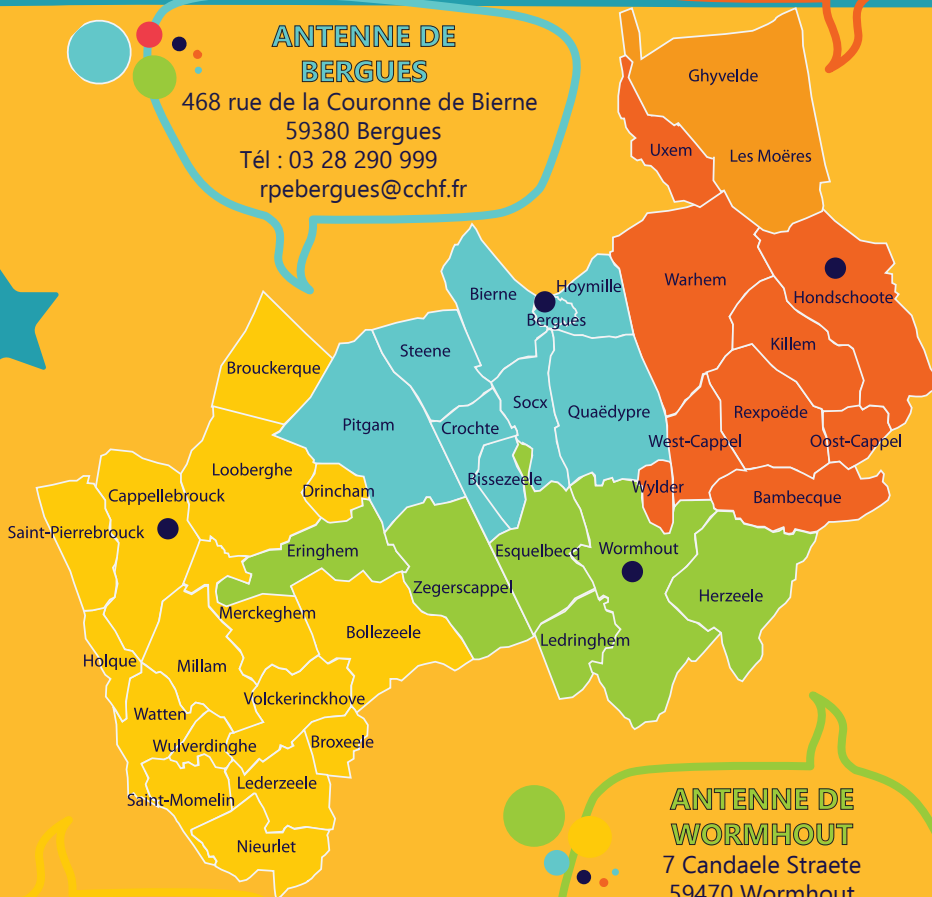 ANTENNE DE
BERGUES
468 rue de la Couronne de Bierne
59380 Bergues
Tél : 03 28 290 999
rpebergues@cchf.fr
Ghyvelde
Uxem
Les Moëres
Warhem
Hondschoote
Bierne
Hoymille
Bergues
Killem
Steene
Brouckerque
Socx
Quaëdypre
Rexpoëde
Pitgam
Crochte
West-Cappel
Oost-Cappel
Looberghe
Bissezeele
Drincham
Wylder
Cappellebrouck
Bambecque
Saint-Pierrebrouck
Eringhem
Esquelbecq
Wormhout
Zegerscappel
Herzeele
Merckeghem
Bollezeele
Ledringhem
Holque
Millam
Volckerinckhove
Watten
Wulverdinghe
Broxeele
Lederzeele
Saint-Momelin
Nieurlet
ANTENNE DE
WORMHOUT
7 Candaele Straete
59470 Wormhout